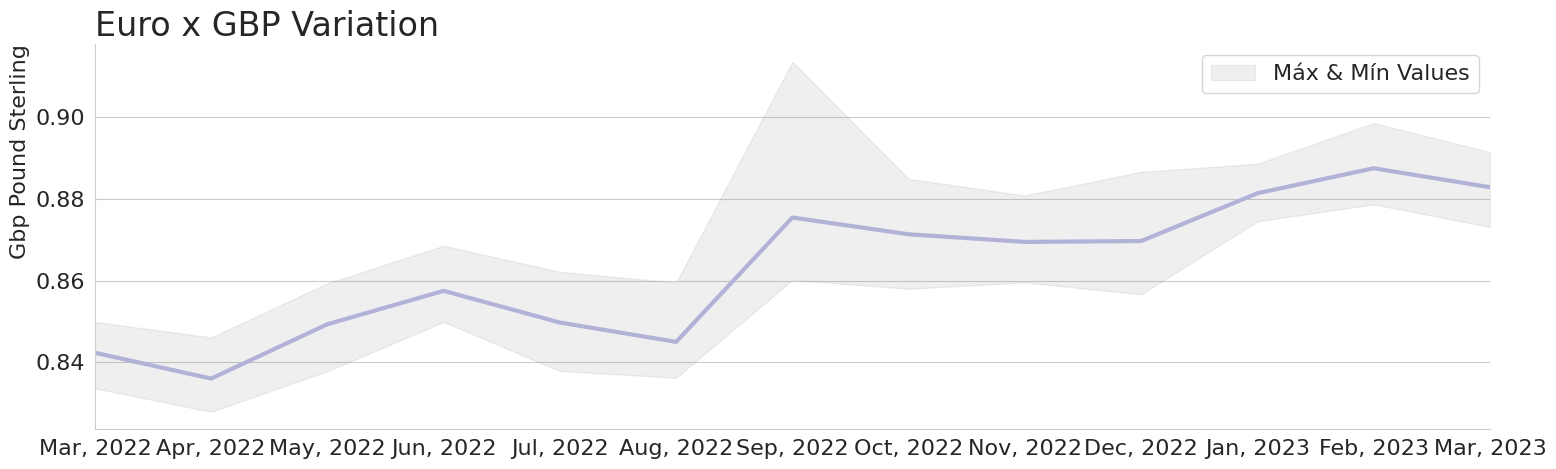 Euro x GBP Variation
Gbp Pound Sterling
Máx & Mín Values
0.90
0.88
0.86
0.84
Mar, 2022 Apr, 2022 May, 2022 Jun, 2022 Jul, 2022 Aug, 2022 Sep, 2022 Oct, 2022 Nov, 2022 Dec, 2022 Jan, 2023 Feb, 2023 Mar, 2023